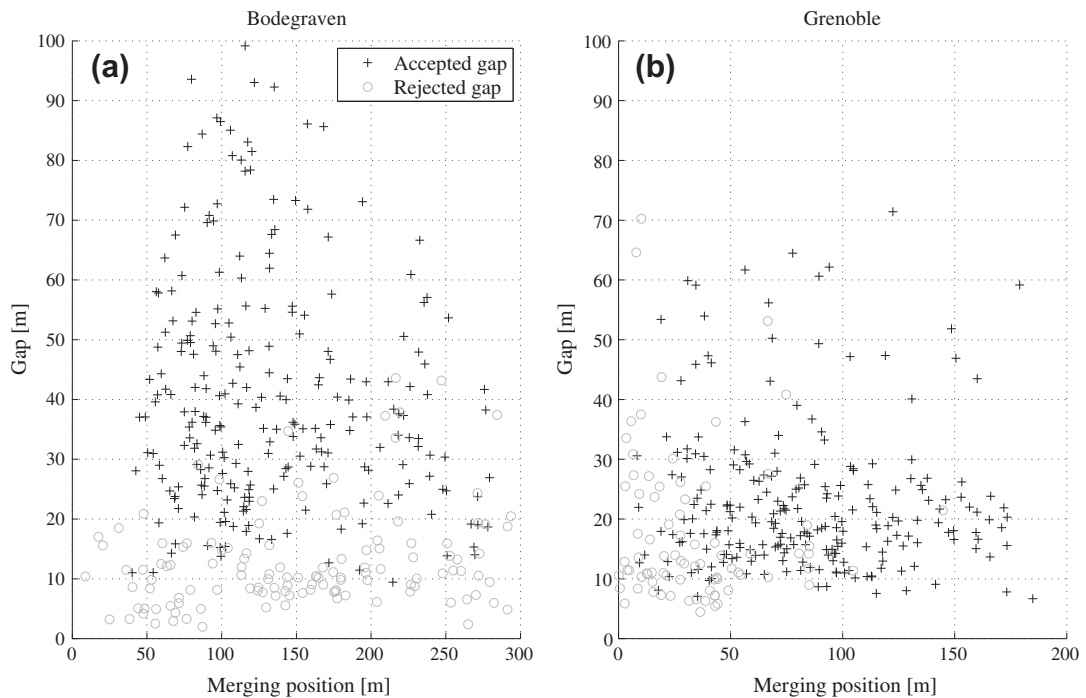 Bodegraven
(a)
Accepted gap
Rejected gap
100
90
80
70
60
50
40
30
20
10
0
Gap [m]
0 50 100 150 200 250 300
Merging position [m]
Grenoble
(b)
100
90
80
70
60
50
40
30
20
10
0
Gap [m]
0 50 100 150 200
Merging position [m]